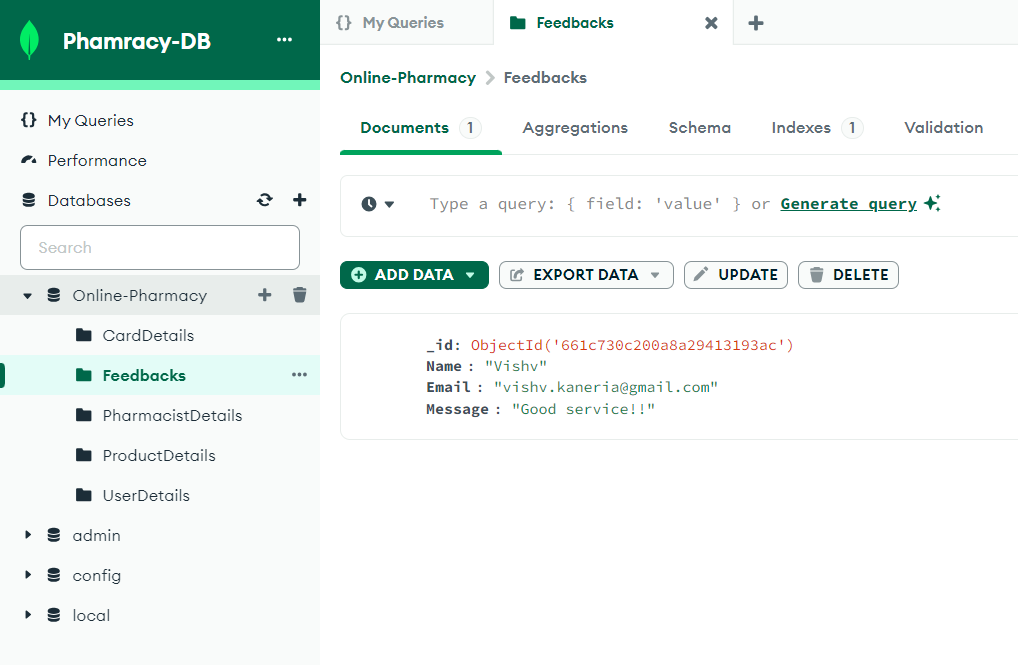 Phamracy-DB
My Queries
Performance
Databases
Search
Online-Pharmacy
CardDetails
Feedbacks
PharmacistDetails
ProductDetails
UserDetails
admin
config
local
{} My Queries
Feedbacks
Online-Pharmacy > Feedbacks
Documents 1 Aggregations Schema Indexes 1 Validation
Type a query: { field: 'value' } or Generate query
ADD DATA EXPORT DATA UPDATE DELETE
_id: ObjectId('661c730c200a8a29413193ac')
Name : "Vishv"
Email : "vishv.kaneria@gmail.com"
Message : "Good service!!"